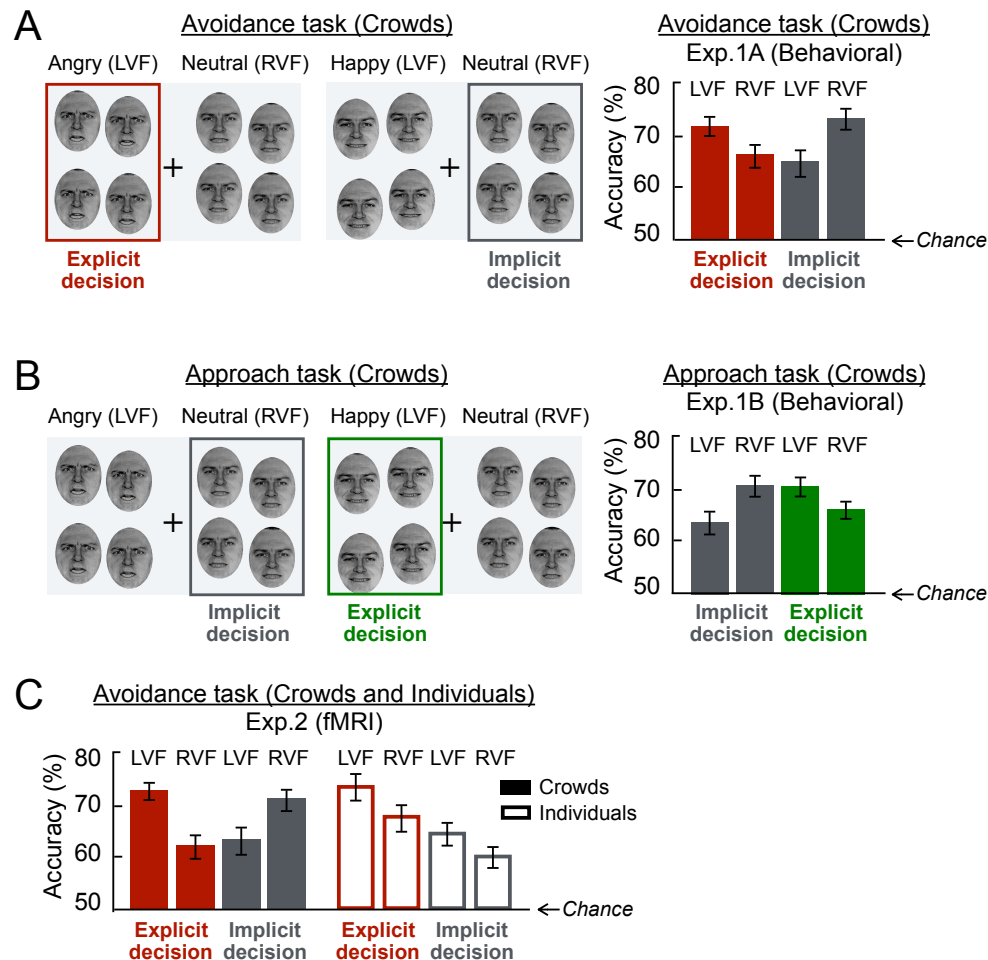 A
Avoidance task (Crowds)
Angry (LVF) Neutral (RVF) Happy (LVF) Neutral (RVF)
+ +
Explicit decision
Implicit decision
Avoidance task (Crowds)
Exp.1A (Behavioral)
LVF RVF LVF RVF
Accuracy (%)
80
70
60
50
←Chance
Explicit decision
Implicit decision
B
Approach task (Crowds)
Angry (LVF) Neutral (RVF) Happy (LVF) Neutral (RVF)
+ +
Implicit decision
Explicit decision
Approach task (Crowds)
Exp.1B (Behavioral)
LVF RVF LVF RVF
Accuracy (%)
80
70
60
50
←Chance
Implicit decision
Explicit decision
C
Avoidance task (Crowds and Individuals)
Exp.2 (fMRI)
LVF RVF LVF RVF LVF RVF LVF RVF
Accuracy (%)
80
70
60
50
Crowds
Individuals
←Chance
Explicit decision
Implicit decision
Explicit decision
Implicit decision